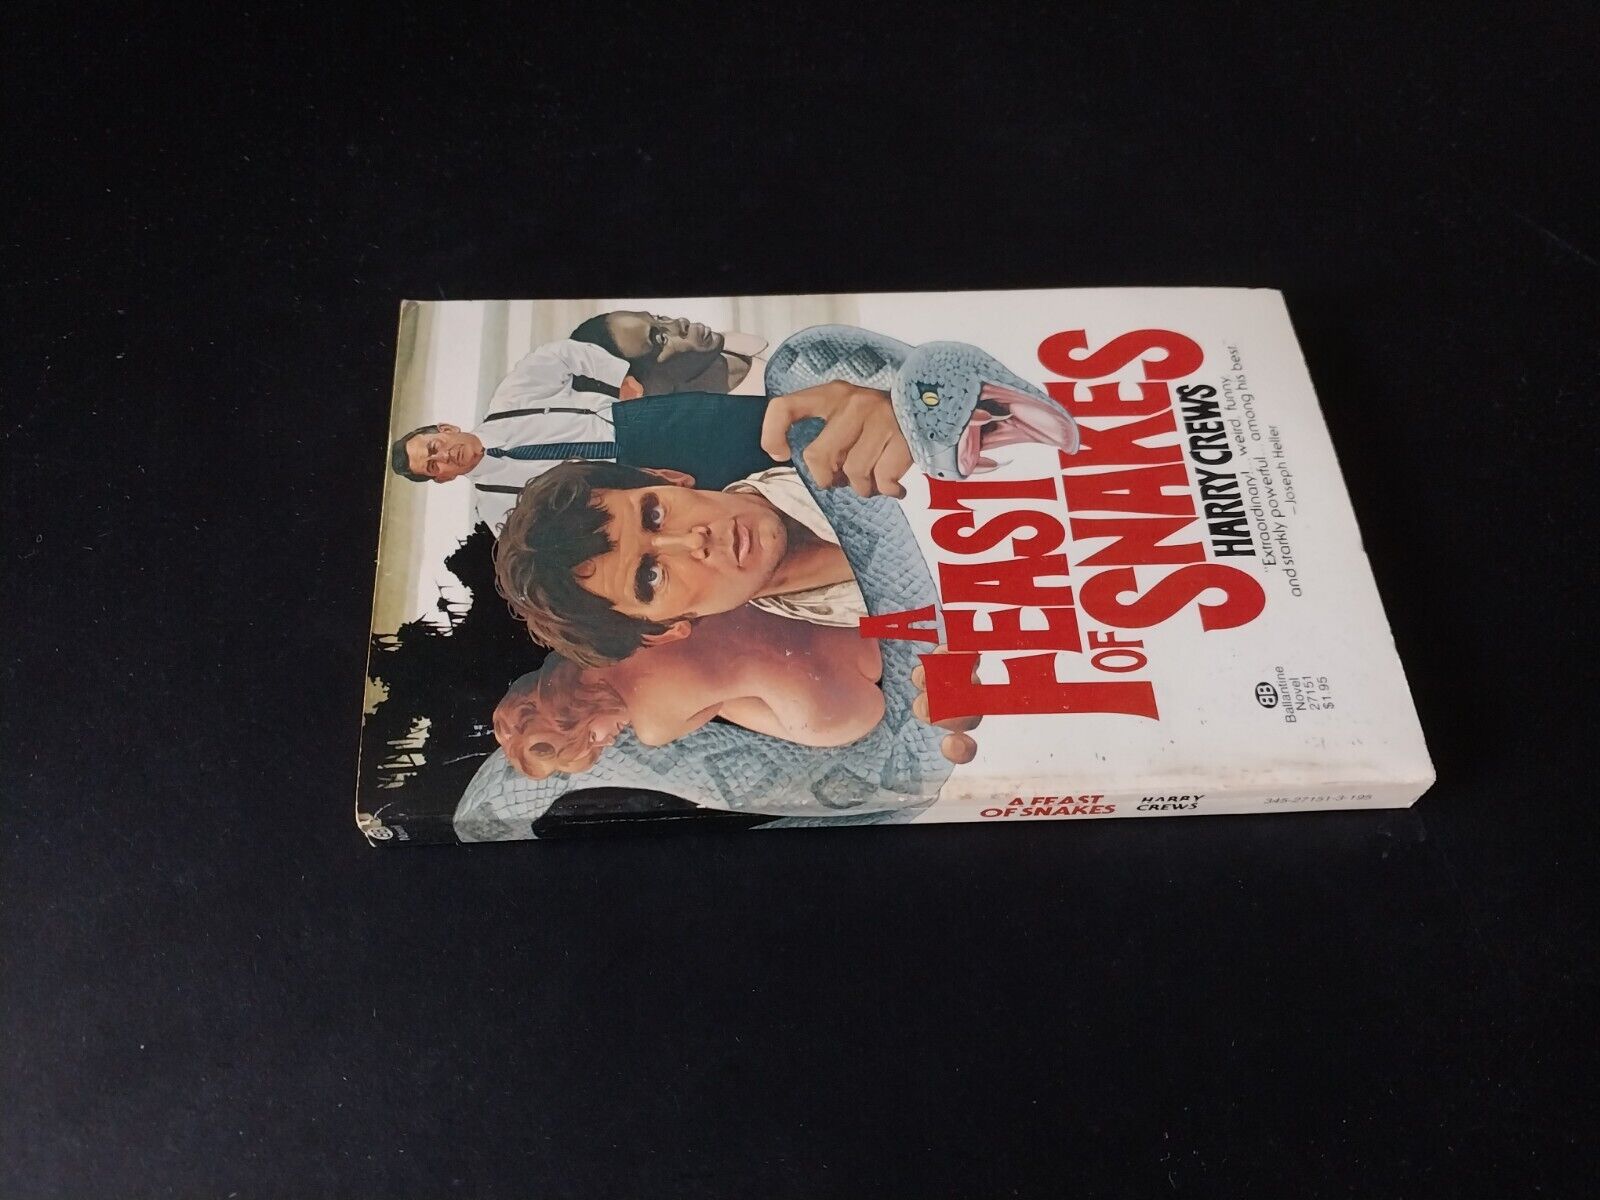 A
FEAST
OF
SNAKES
HARRY CREWS
"Extraordinary! ... weird, funny
and starkly powerful ... among his best."
—Joseph Heller
BB
Ballantine
Novel
27151
$1.95
A FEAST
OF SNAKES
HARRY
CREWS
345-27151-3-195
BB